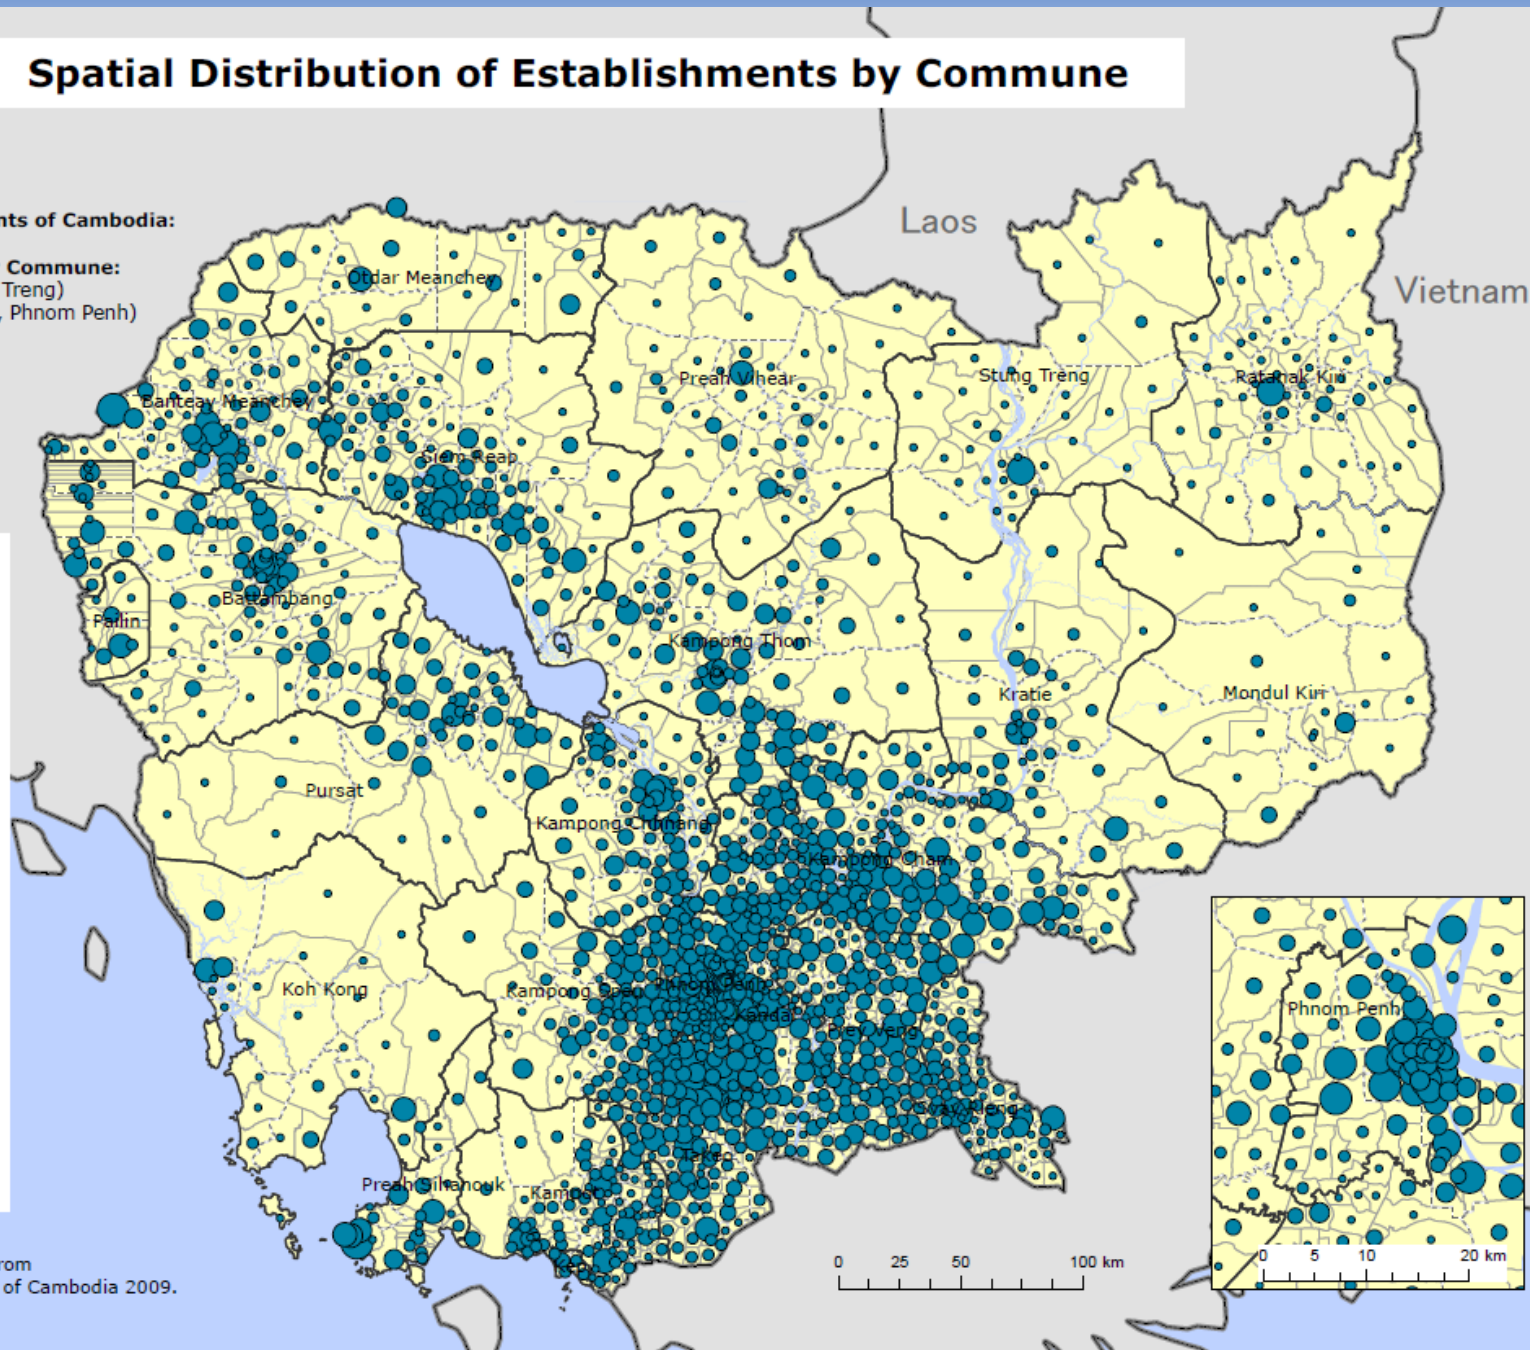 Spatial Distribution of Establishments by Commune
Laos
nts of Cambodia:
Commune:
Treng)
, Phnom Penh)
Vietnam
Otdar Meanchey
Preah Vihear
Stung Treng
Ratanak Kiri
Banteay Meanchey
Siem Reap
Battambang
Pailin
Kampong Thom
Kratie
Mondul Kiri
Pursat
Kampong Chhnang
Kampong Cham
Koh Kong
Kampong Speu
Phnom Penh
Kandal
Prey Veng
Phnom Penh
Svay Rieng
Takeo
Preah Sihanouk
Kampot
Kep
0 25 50 100 km
0 5 10 20 km
rom
of Cambodia 2009.